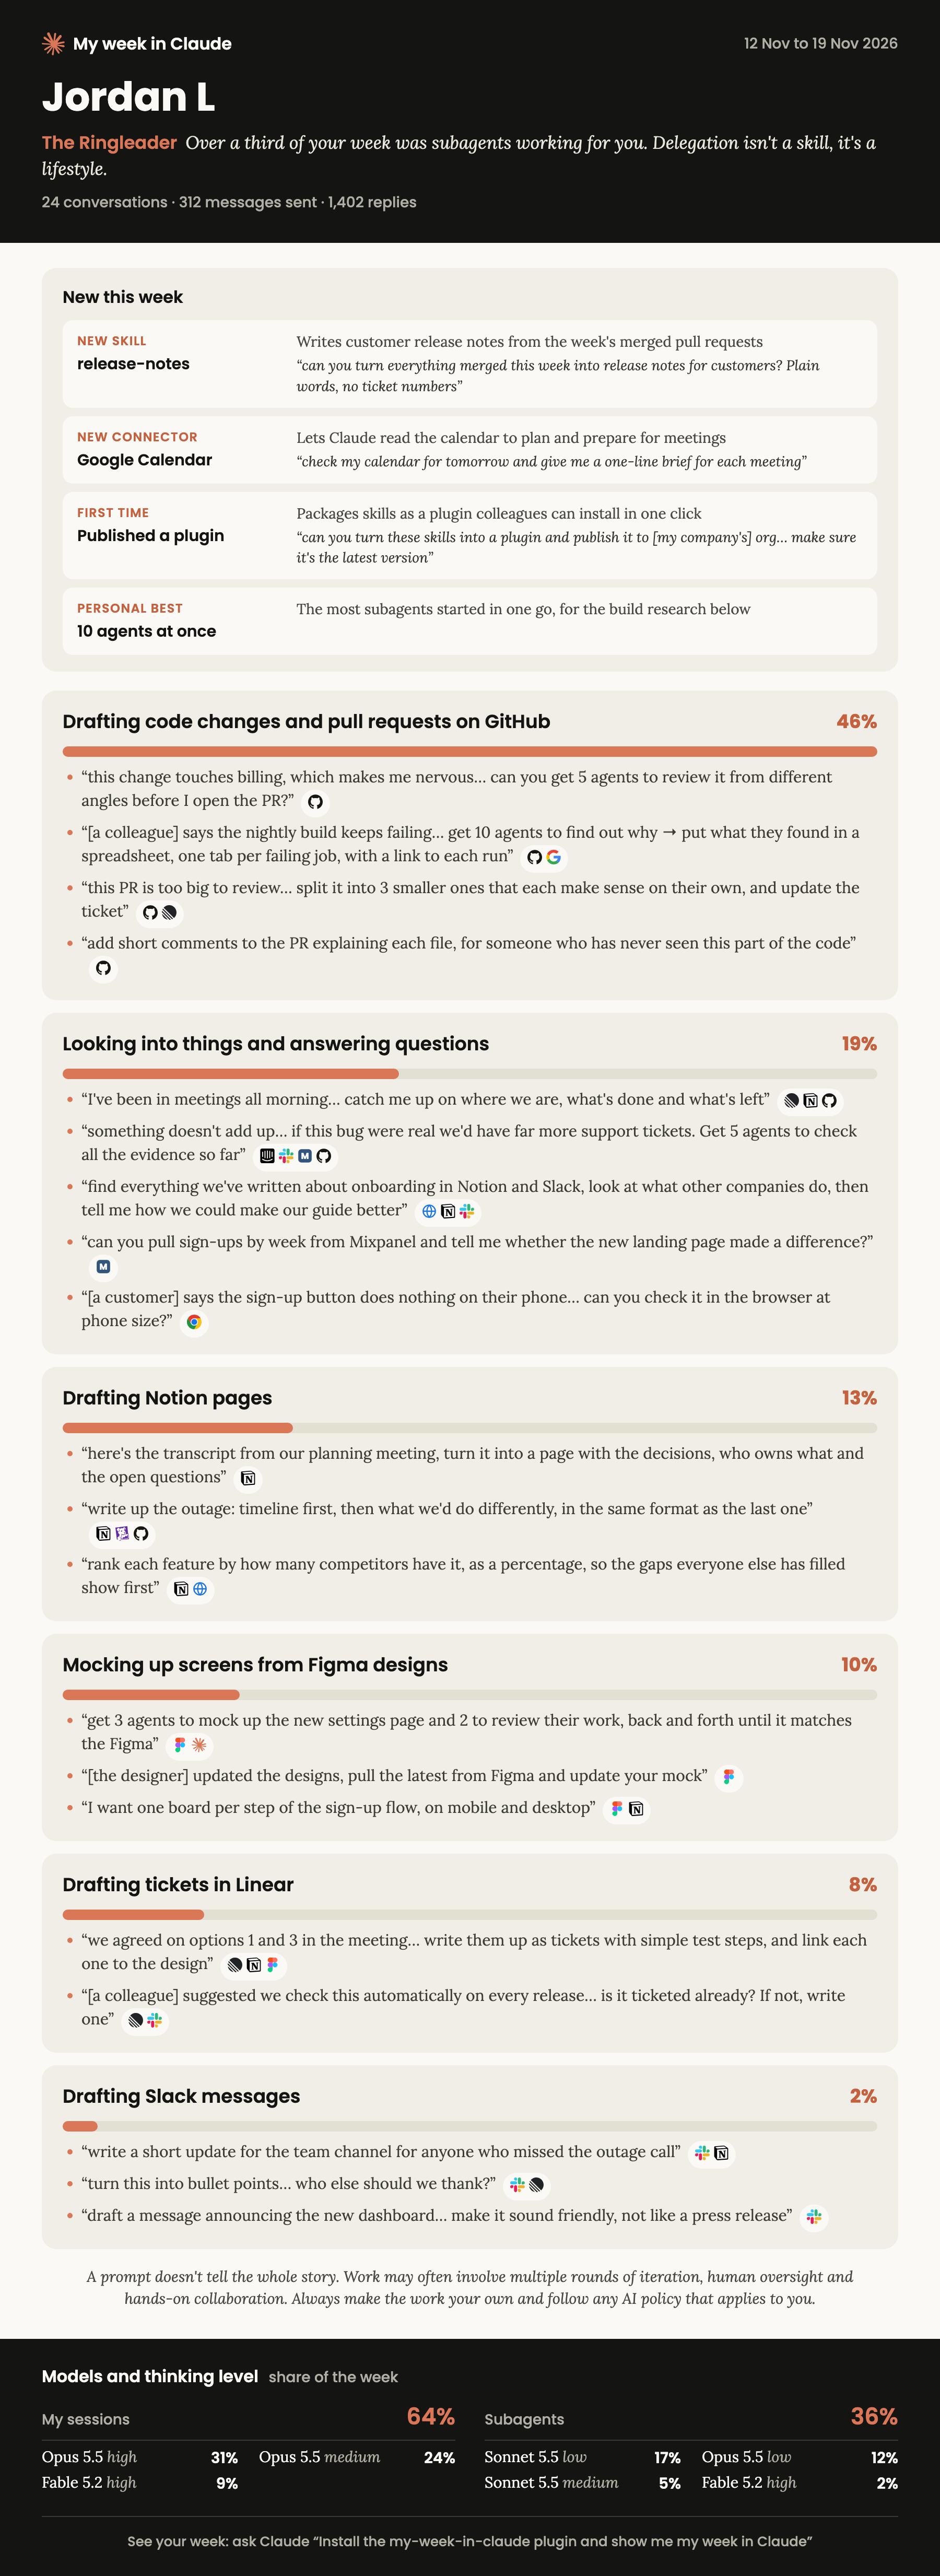 My week in Claude
12 Nov to 19 Nov 2026
Jordan L
The Ringleader Over a third of your week was subagents working for you. Delegation isn't a skill, it's a
lifestyle.
24 conversations · 312 messages sent · 1,402 replies
New this week
NEW SKILL
release-notes
Writes customer release notes from the week's merged pull requests
“can you turn everything merged this week into release notes for customers? Plain
words, no ticket numbers”
NEW CONNECTOR
Google Calendar
Lets Claude read the calendar to plan and prepare for meetings
“check my calendar for tomorrow and give me a one-line brief for each meeting”
FIRST TIME
Published a plugin
Packages skills as a plugin colleagues can install in one click
“can you turn these skills into a plugin and publish it to [my company's] org... make sure
it's the latest version”
PERSONAL BEST
10 agents at once
The most subagents started in one go, for the build research below
Drafting code changes and pull requests on GitHub
46%
“this change touches billing, which makes me nervous... can you get 5 agents to review it from different
angles before I open the PR?”
“[a colleague] says the nightly build keeps failing... get 10 agents to find out why → put what they found in a
spreadsheet, one tab per failing job, with a link to each run”
“this PR is too big to review... split it into 3 smaller ones that each make sense on their own, and update the
ticket”
“add short comments to the PR explaining each file, for someone who has never seen this part of the code”
Looking into things and answering questions
19%
“I've been in meetings all morning... catch me up on where we are, what's done and what's left”
“something doesn't add up... if this bug were real we'd have far more support tickets. Get 5 agents to check
all the evidence so far”
“find everything we've written about onboarding in Notion and Slack, look at what other companies do, then
tell me how we could make our guide better”
“can you pull sign-ups by week from Mixpanel and tell me whether the new landing page made a difference?”
“[a customer] says the sign-up button does nothing on their phone... can you check it in the browser at
phone size?”
Drafting Notion pages
13%
“here's the transcript from our planning meeting, turn it into a page with the decisions, who owns what and
the open questions”
“write up the outage: timeline first, then what we'd do differently, in the same format as the last one”
“rank each feature by how many competitors have it, as a percentage, so the gaps everyone else has filled
show first”
Mocking up screens from Figma designs
10%
“get 3 agents to mock up the new settings page and 2 to review their work, back and forth until it matches
the Figma”
“[the designer] updated the designs, pull the latest from Figma and update your mock”
“I want one board per step of the sign-up flow, on mobile and desktop”
Drafting tickets in Linear
8%
“we agreed on options 1 and 3 in the meeting... write them up as tickets with simple test steps, and link each
one to the design”
“[a colleague] suggested we check this automatically on every release... is it ticketed already? If not, write
one”
Drafting Slack messages
2%
“write a short update for the team channel for anyone who missed the outage call”
“turn this into bullet points... who else should we thank?”
“draft a message announcing the new dashboard... make it sound friendly, not like a press release”
A prompt doesn't tell the whole story. Work may often involve multiple rounds of iteration, human oversight and
hands-on collaboration. Always make the work your own and follow any AI policy that applies to you.
Models and thinking level share of the week
My sessions 64%
Opus 5.5 high 31% Opus 5.5 medium 24%
Fable 5.2 high 9%
Subagents 36%
Sonnet 5.5 low 17% Opus 5.5 low 12%
Sonnet 5.5 medium 5% Fable 5.2 high 2%
See your week: ask Claude “Install the my-week-in-claude plugin and show me my week in Claude”